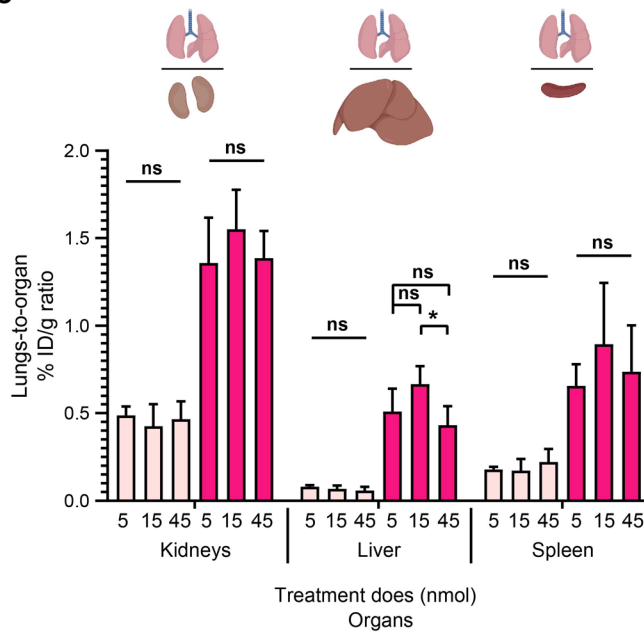 2.0
1.5
1.0
0.5
0.0
Lungs-to-organ
% ID/g ratio
ns
ns
ns
ns
ns
*
ns
ns
5 15 45 5 15 45 5 15 45 5 15 45 5 15 45 5 15 45
Kidneys Liver Spleen
Treatment does (nmol)
Organs